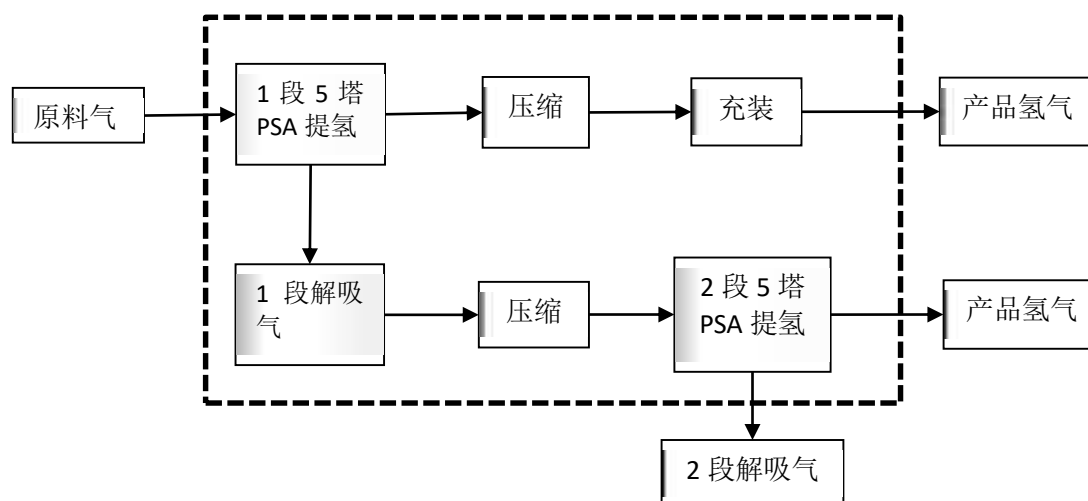 原料气
1 段 5 塔
PSA 提氢
压缩
充装
产品氢气
1 段解吸
气
压缩
2 段 5 塔
PSA 提氢
产品氢气
2 段解吸气